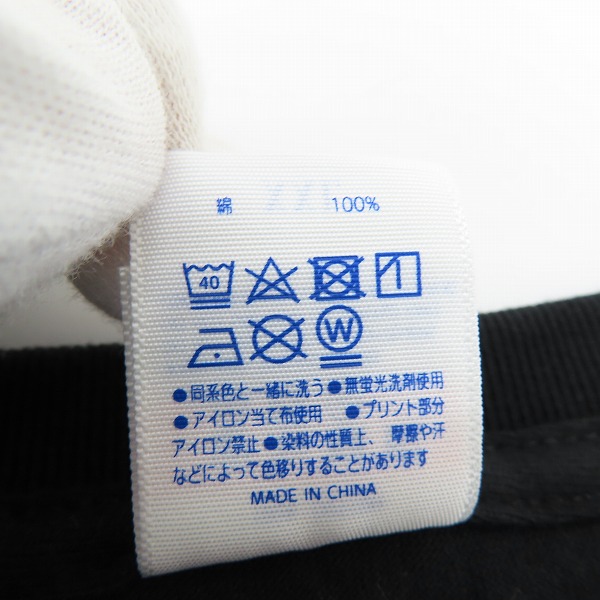 綿 100%
40
W
●同系色と一緒に洗う ●無蛍光洗剤使用
●アイロン当て布使用 ●プリント部分
アイロン禁止 ●染料の性質上、摩擦や汗
などによって色移りすることがあります
MADE IN CHINA